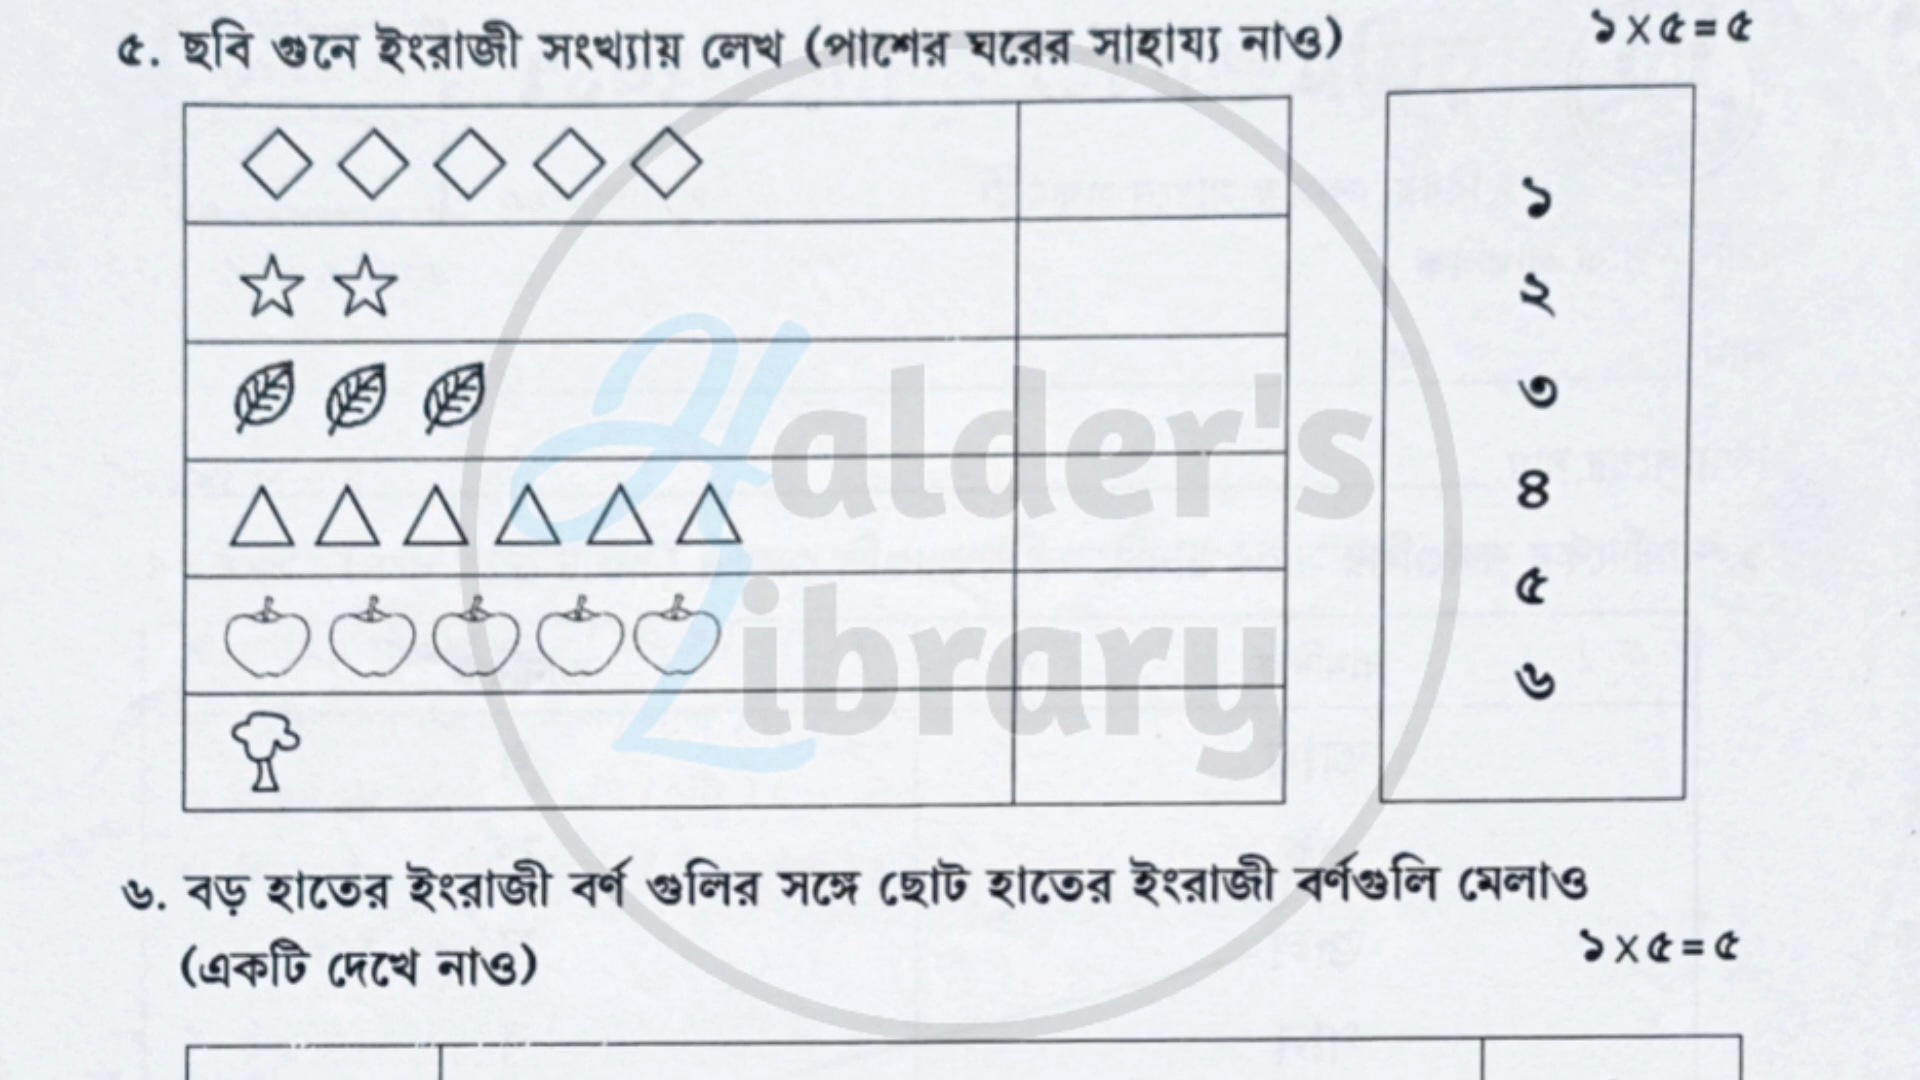 ৫. ছবি গুনে ইংরাজী সংখ্যায় লেখ (পাশের ঘরের সাহায্য নাও)
১×৫=৫
১
২
৩
৪
৫
৬
Halder's
Library
৬. বড় হাতের ইংরাজী বর্ণ গুলির সঙ্গে ছোট হাতের ইংরাজী বর্ণগুলি মেলাও
(একটি দেখে নাও)
১×৫=৫